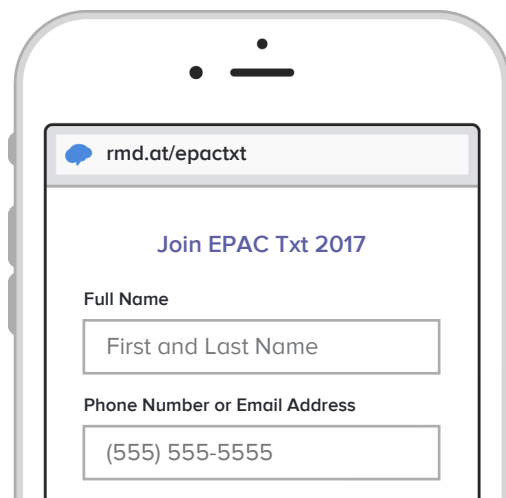 rmd.at/epactxt
Join EPAC Txt 2017
Full Name
First and Last Name
Phone Number or Email Address
(555) 555-5555